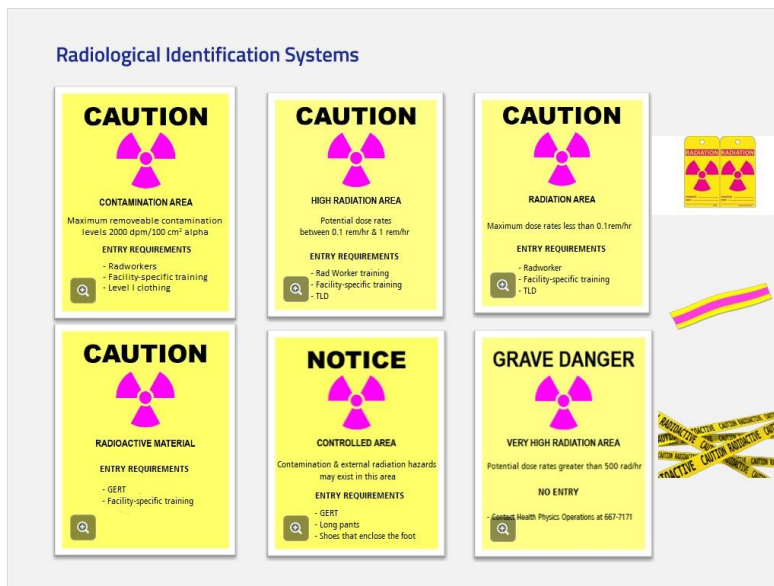 Radiological Identification Systems
CAUTION
CONTAMINATION AREA
Maximum removeable contamination
levels 2000 dpm/100 cm² alpha
ENTRY REQUIREMENTS
- Radworkers
- Facility-specific training
- Level I clothing
CAUTION
HIGH RADIATION AREA
Potential dose rates
between 0.1 rem/hr & 1 rem/hr
ENTRY REQUIREMENTS
- Rad Worker training
- Facility-specific training
- TLD
CAUTION
RADIATION AREA
Maximum dose rates less than 0.1rem/hr
ENTRY REQUIREMENTS
- Radworker
- Facility-specific training
- TLD
RADIATION RADIATION
CAUTION
RADIOACTIVE MATERIAL
ENTRY REQUIREMENTS
- GERT
- Facility-specific training
NOTICE
CONTROLLED AREA
Contamination & external radiation hazards
may exist in this area
ENTRY REQUIREMENTS
- GERT
- Long pants
- Shoes that enclose the foot
GRAVE DANGER
VERY HIGH RADIATION AREA
Potential dose rates greater than 500 rad/hr
NO ENTRY
- Contact Health Physics Operations at 667-7171
RADIOACTIVE CAUTION RADIOACTIVE
CAUTION RADIOACTIVE